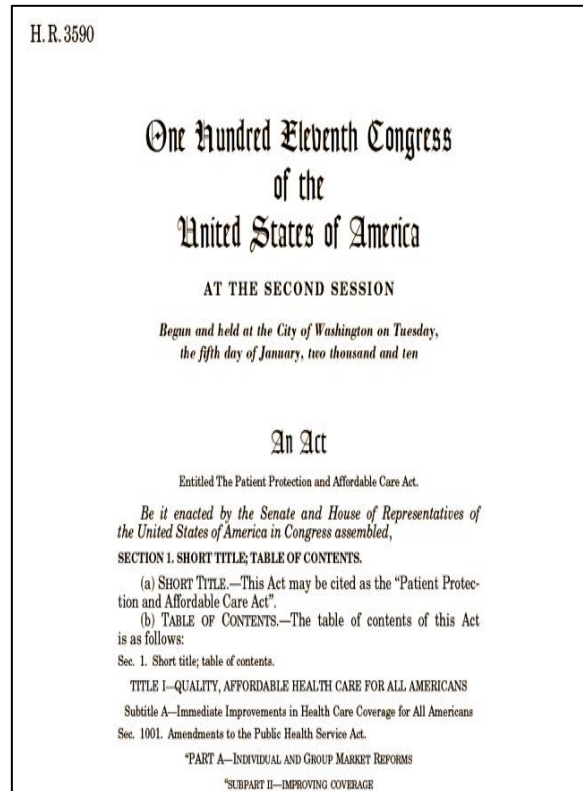 H. R. 3590
One Hundred Eleventh Congress
of the
United States of America
AT THE SECOND SESSION
Begun and held at the City of Washington on Tuesday,
the fifth day of January, two thousand and ten
An Act
Entitled The Patient Protection and Affordable Care Act.
Be it enacted by the Senate and House of Representatives of
the United States of America in Congress assembled,
SECTION 1. SHORT TITLE; TABLE OF CONTENTS.
(a) SHORT TITLE.—This Act may be cited as the “Patient Protec-
tion and Affordable Care Act”.
(b) TABLE OF CONTENTS.—The table of contents of this Act
is as follows:
Sec. 1. Short title; table of contents.
TITLE I—QUALITY, AFFORDABLE HEALTH CARE FOR ALL AMERICANS
Subtitle A—Immediate Improvements in Health Care Coverage for All Americans
Sec. 1001. Amendments to the Public Health Service Act.
“PART A—INDIVIDUAL AND GROUP MARKET REFORMS
“SUBPART II—IMPROVING COVERAGE